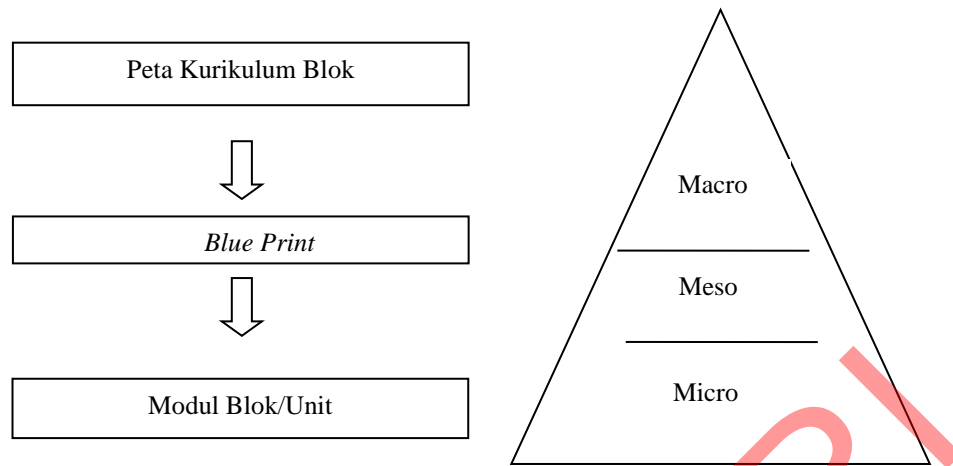 Peta Kurikulum Blok
Blue Print
Modul Blok/Unit
Macro
Meso
Micro